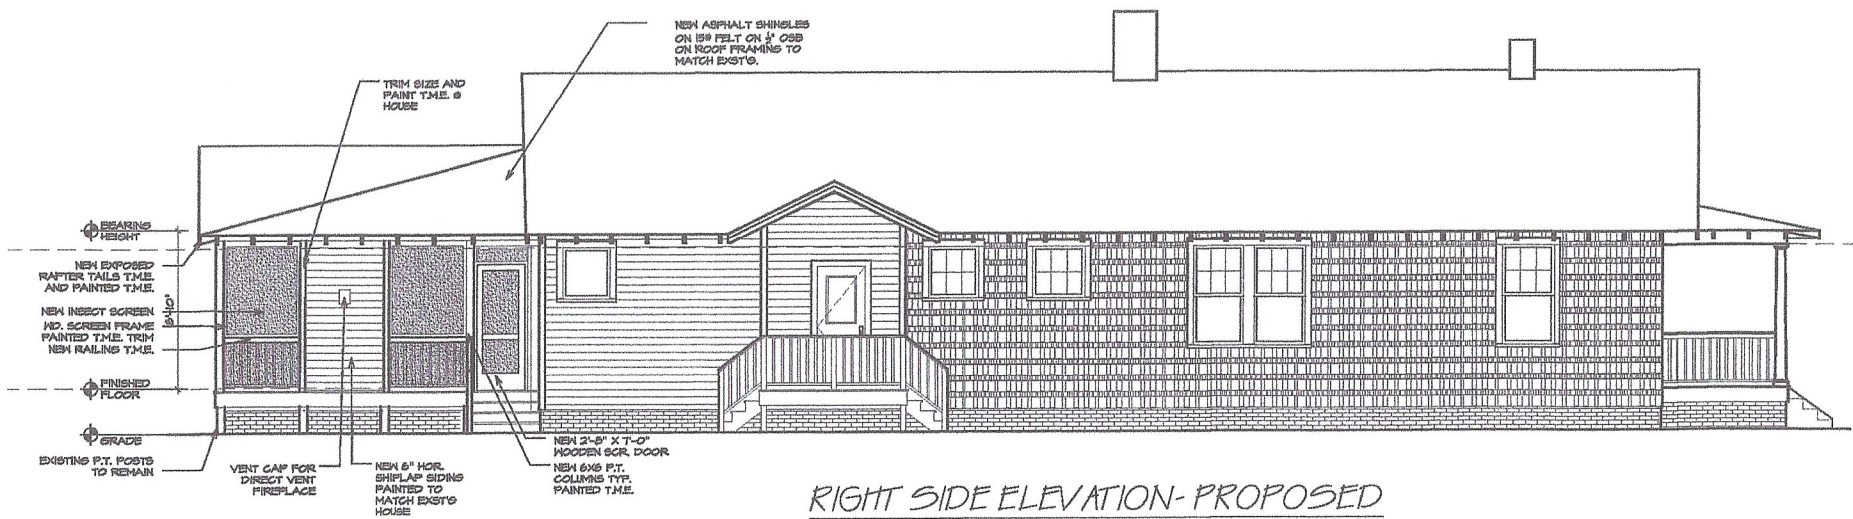 NEW ASPHALT SHINGLES
ON 15# FELT ON ½" OSB
ON ROOF FRAMING TO
MATCH EXST'G.
TRIM SIZE AND
PAINT T.M.E. @
HOUSE
BEARING
HEIGHT
NEW EXPOSED
RAFTER TAILS T.M.E.
AND PAINTED T.M.E.
NEW INSECT SCREEN
WD. SCREEN FRAME
PAINTED T.M.E. TRIM
NEW RAILING T.M.E.
FINISHED
FLOOR
GRADE
EXISTING P.T. POSTS
TO REMAIN
VENT CAP FOR
DIRECT VENT
FIREPLACE
NEW 6" HOR.
SHIPLAP SIDING
PAINTED TO
MATCH EXST'G
HOUSE
NEW 2'-8" X 7'-0"
WOODEN SCR. DOOR
NEW 6X6 P.T.
COLUMNS TYP.
PAINTED T.M.E.
RIGHT SIDE ELEVATION- PROPOSED